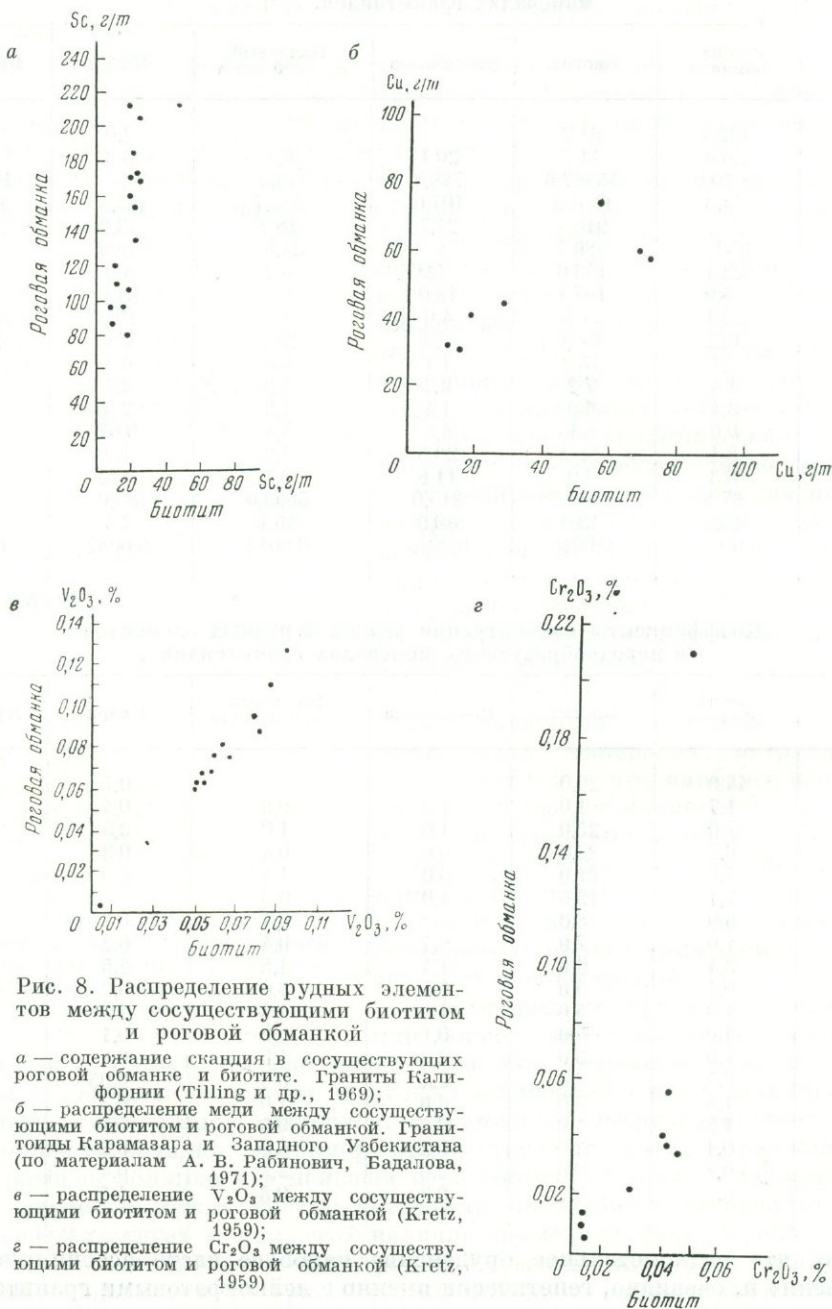 а
Sc, г/т
240
220
200
180
160
140
120
100
80
60
40
20
Роговая обманка
0 20 40 60 80 Sc, г/т
Биотит
б
Cu, г/т
100
80
60
40
20
Роговая обманка
0 20 40 60 80 100 Cu, г/т
Биотит
в
V₂O₃, %
0,14
0,12
0,10
0,08
0,06
0,04
0,02
Роговая обманка
0 0,01 0,03 0,05 0,07 0,09 0,11 V₂O₃, %
Биотит
г
Cr₂O₃, %
0,22
0,18
0,14
0,10
0,06
0,02
Роговая обманка
0 0,02 0,04 0,06 Cr₂O₃, %
Биотит
Рис. 8. Распределение рудных элемен-
тов между сосуществующими биотитом
и роговой обманкой
а — содержание скандия в сосуществующих
роговой обманке и биотите. Граниты Кали-
форнии (Tilling и др., 1969);
б — распределение меди между сосуществу-
ющими биотитом и роговой обманкой. Грани-
тоиды Карамазара и Западного Узбекистана
(по материалам А. В. Рабинович, Бадалова,
1971);
в — распределение V₂O₃ между сосуществу-
ющими биотитом и роговой обманкой (Kretz,
1959);
г — распределение Cr₂O₃ между сосуществу-
ющими биотитом и роговой обманкой (Kretz,
1959)